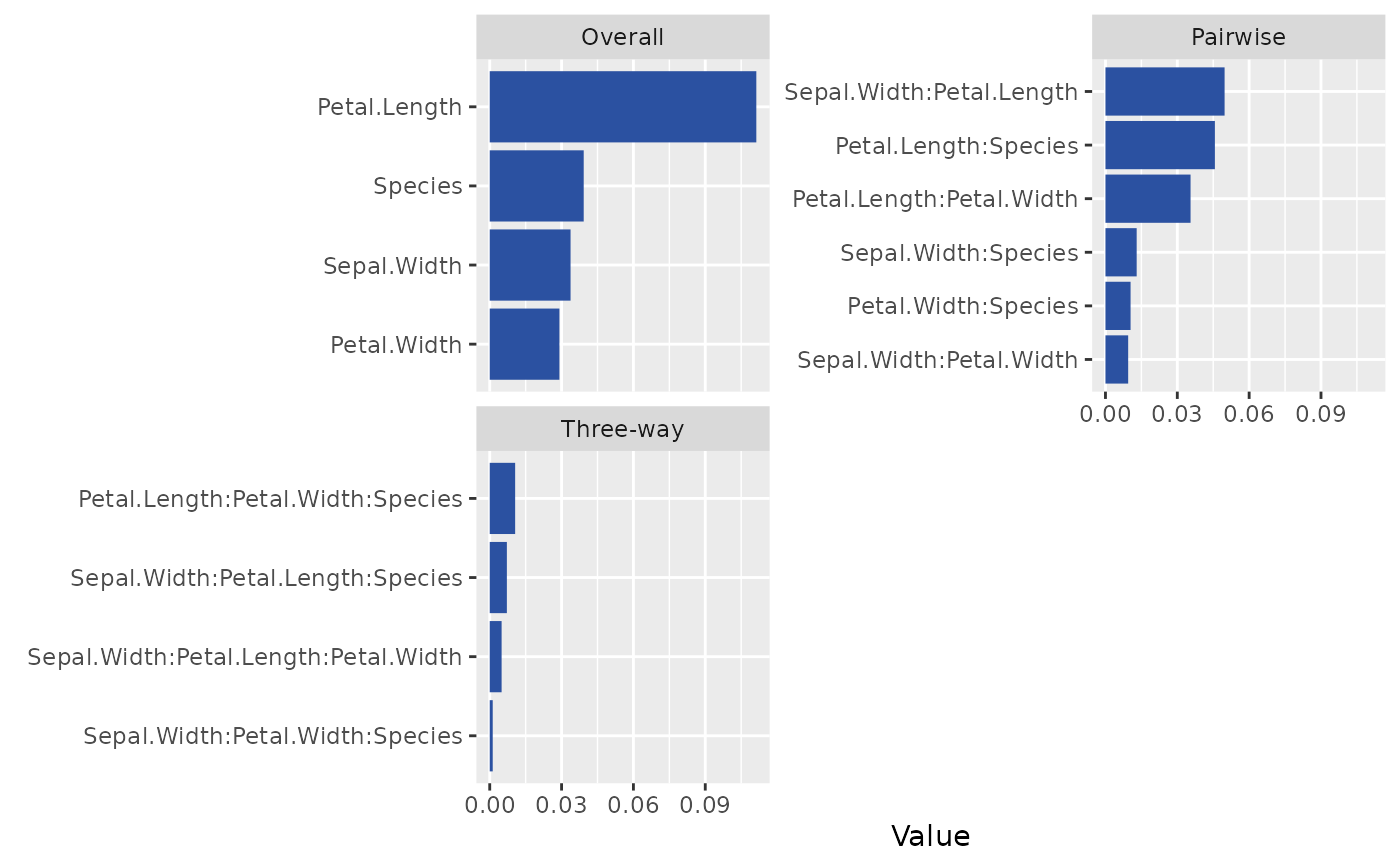 Overall
Petal.Length
Species
Sepal.Width
Petal.Width
Pairwise
Sepal.Width:Petal.Length
Petal.Length:Species
Petal.Length:Petal.Width
Sepal.Width:Species
Petal.Width:Species
Sepal.Width:Petal.Width
0.00 0.03 0.06 0.09
Three-way
Petal.Length:Petal.Width:Species
Sepal.Width:Petal.Length:Species
Sepal.Width:Petal.Length:Petal.Width
Sepal.Width:Petal.Width:Species
0.00 0.03 0.06 0.09
Value